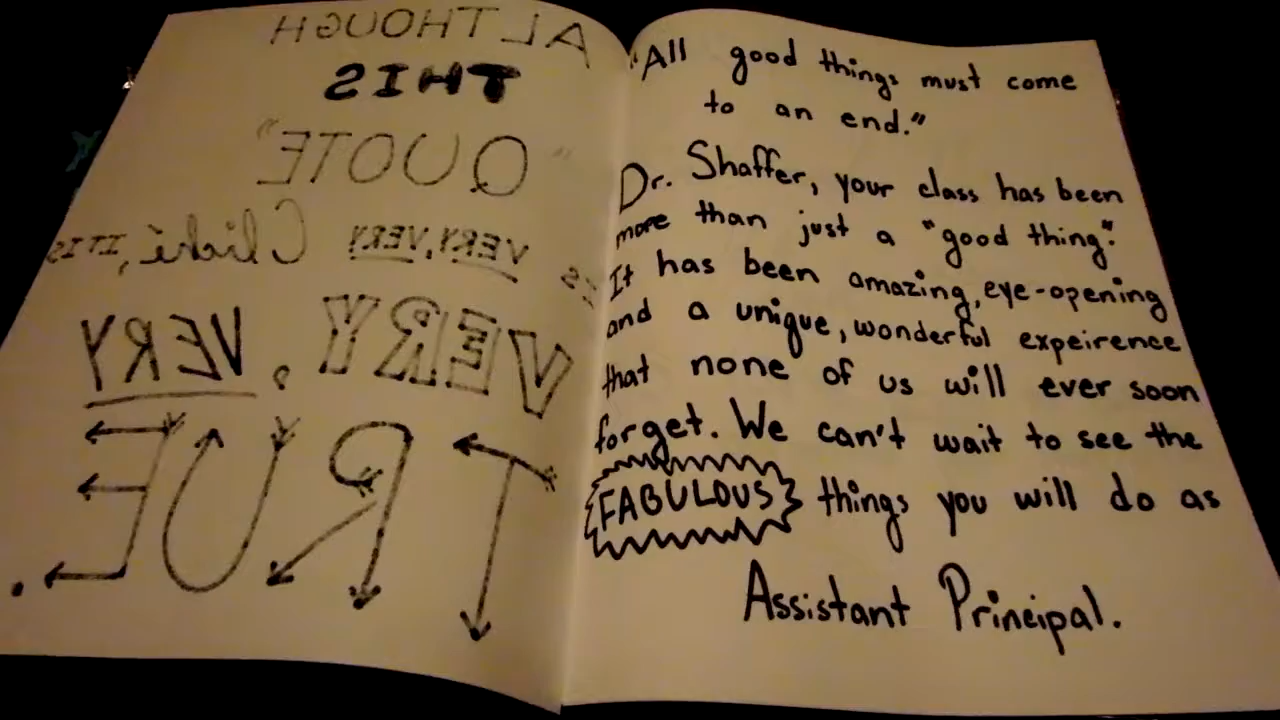 ALTHOUGH
THIS
"QUOTE"
IS VERY, VERY, VERY Cliché, IT IS
VERY, VERY
TRUE.
"All good things must come
to an end."
Dr. Shaffer, your class has been
more than just a "good thing".
It has been amazing, eye-opening
and a unique, wonderful expeirence
that none of us will ever soon
forget. We can't wait to see the
FABULOUS things you will do as
Assistant Principal.